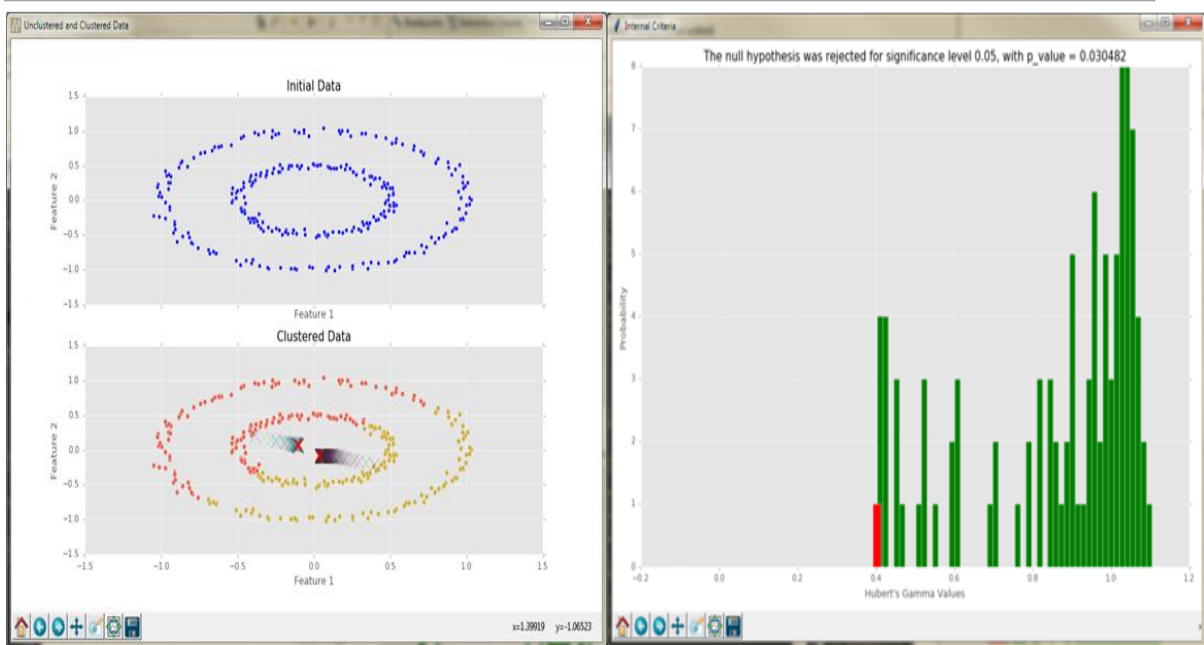 Unclustered and Clustered Data
Initial Data
1.5
1.0
0.5
0.0
−0.5
−1.0
−1.5
Feature 2
Feature 1
Clustered Data
1.5
1.0
0.5
0.0
−0.5
−1.0
−1.5
Feature 2
−1.5 −1.0 −0.5 0.0 0.5 1.0 1.5
Feature 1
x=1.39919 y=-1.06523
Internal Criteria
The null hypothesis was rejected for significance level 0.05, with p_value = 0.030482
8
7
6
5
4
3
2
1
0
Probability
−0.2 0.0 0.2 0.4 0.6 0.8 1.0 1.2
Hubert's Gamma Values